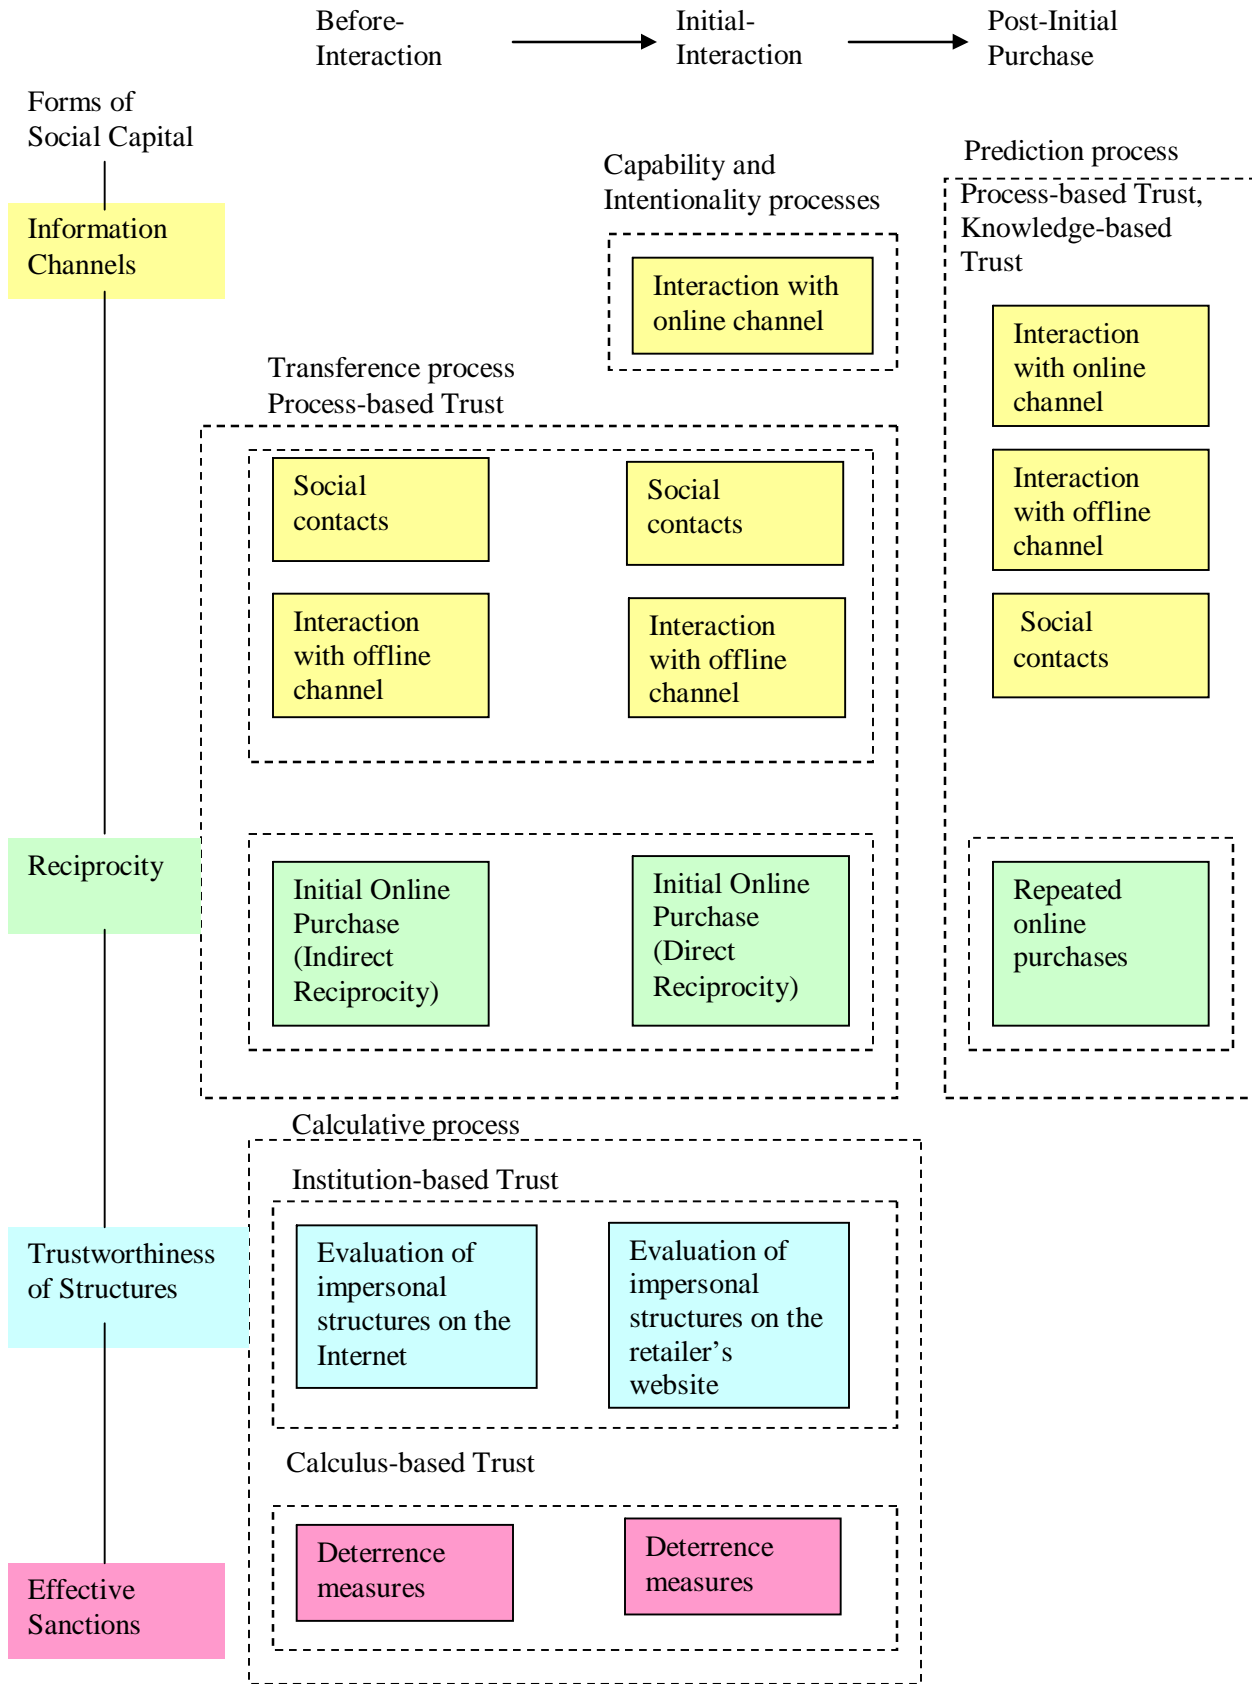 Before-
Interaction
Initial-
Interaction
Post-Initial
Purchase
Forms of
Social Capital
Capability and
Intentionality processes
Prediction process
Process-based Trust,
Knowledge-based
Trust
Information
Channels
Interaction with
online channel
Interaction
with online
channel
Transference process
Process-based Trust
Social
contacts
Social
contacts
Interaction
with offline
channel
Interaction
with offline
channel
Interaction
with offline
channel
Social
contacts
Reciprocity
Initial Online
Purchase
(Indirect
Reciprocity)
Initial Online
Purchase
(Direct
Reciprocity)
Repeated
online
purchases
Calculative process
Institution-based Trust
Trustworthiness
of Structures
Evaluation of
impersonal
structures on the
Internet
Evaluation of
impersonal
structures on the
retailer’s
website
Calculus-based Trust
Effective
Sanctions
Deterrence
measures
Deterrence
measures